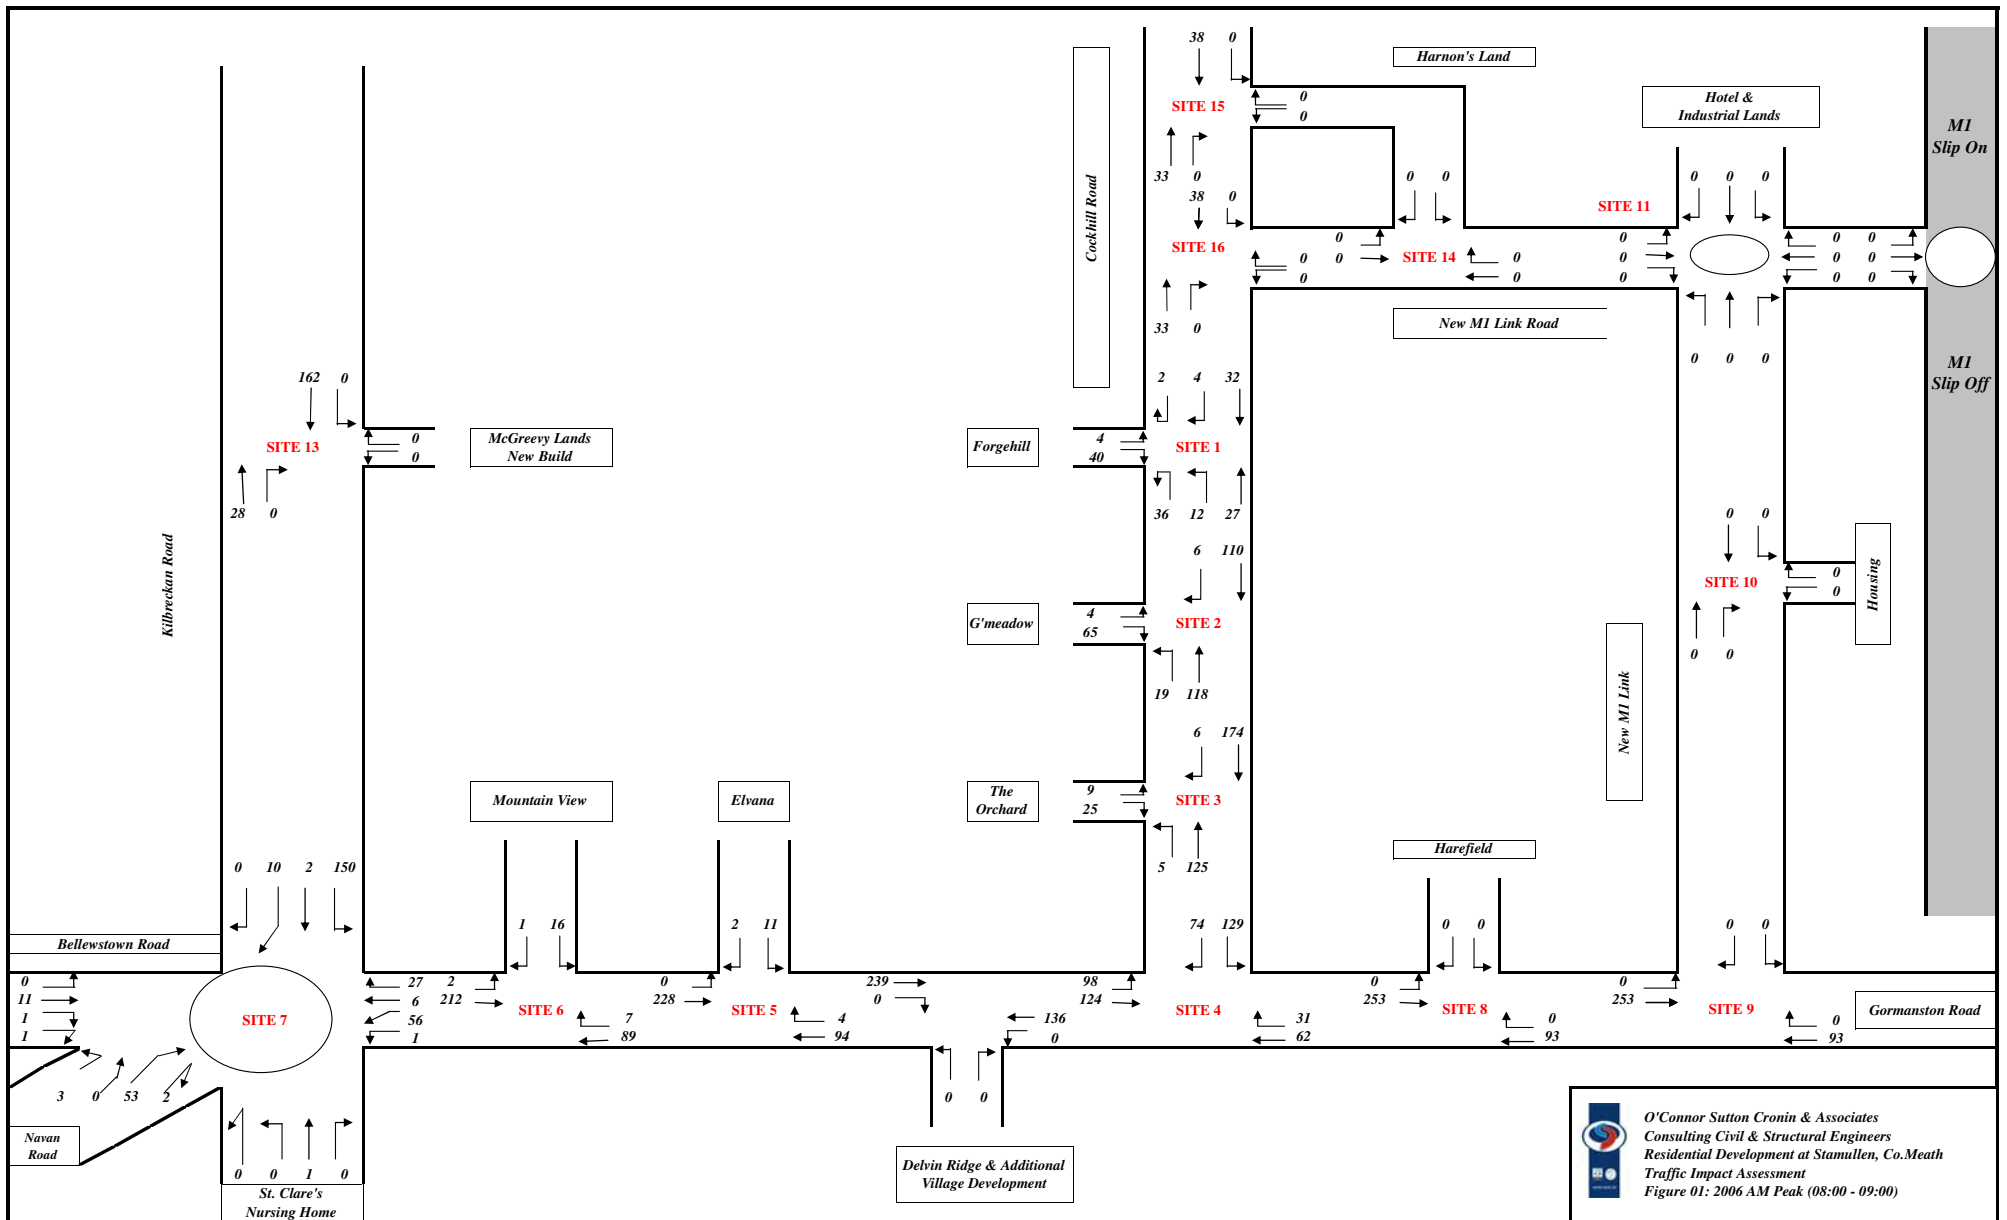 38 0
Harnon's Land
Hotel &
Industrial Lands
SITE 15
0
0
M1
Slip On
33 0
38 0
0 0
0 0 0
SITE 11
Cockhill Road
SITE 16
0
0
SITE 14
0
0
0
0
0
0
0
0 0
0 0
0 0
33 0
New M1 Link Road
0 0 0
M1
Slip Off
162 0
2 4 32
SITE 13
0
0
McGreevy Lands
New Build
Forgehill
4
40
SITE 1
28 0
36 12 27
0 0
Kilbreckan Road
6 110
SITE 10
0
0
Housing
G'meadow
4
65
SITE 2
0 0
19 118
New M1 Link
6 174
Mountain View
Elvana
The
Orchard
9
25
SITE 3
Harefield
0 10 2 150
5 125
1 16
2 11
74 129
0 0
0 0
Bellewstown Road
0
11
1
1
SITE 7
27
6
56
1
2
212
SITE 6
7
89
0
228
SITE 5
4
94
239
0
136
0
98
124
SITE 4
31
62
0
253
SITE 8
0
93
0
253
SITE 9
0
93
Gormanston Road
3 0 53 2
0 0
Navan
Road
0 0 1 0
St. Clare's
Nursing Home
Delvin Ridge & Additional
Village Development
O'Connor Sutton Cronin & Associates
Consulting Civil & Structural Engineers
Residential Development at Stamullen, Co.Meath
Traffic Impact Assessment
Figure 01: 2006 AM Peak (08:00 - 09:00)